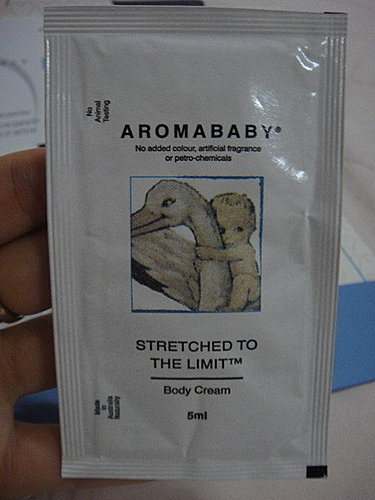 No
Animal
Testing
AROMABABY®
No added colour, artificial fragrance
or petro-chemicals
STRETCHED TO
THE LIMIT™
Body Cream
Made
in
Australia
Naturally
5ml